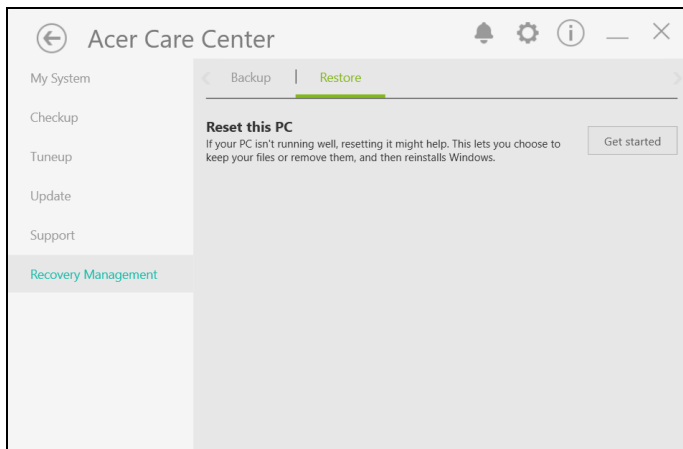 Acer Care Center
My System
Backup | Restore
Checkup
Reset this PC
If your PC isn't running well, resetting it might help. This lets you choose to
keep your files or remove them, and then reinstalls Windows.
Get started
Tuneup
Update
Support
Recovery Management